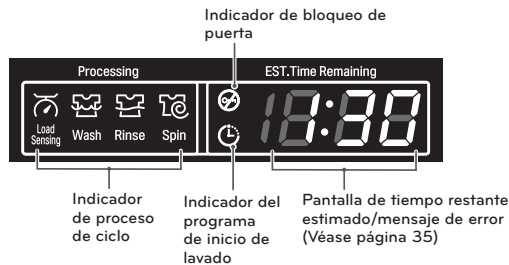 Indicador de bloqueo de
puerta
Processing
EST.Time Remaining
Load
Sensing
Wash
Rinse
Spin
1:30
Indicador
de proceso
de ciclo
Indicador del
programa
de inicio de
lavado
Pantalla de tiempo restante
estimado/mensaje de error
(Véase página 35)